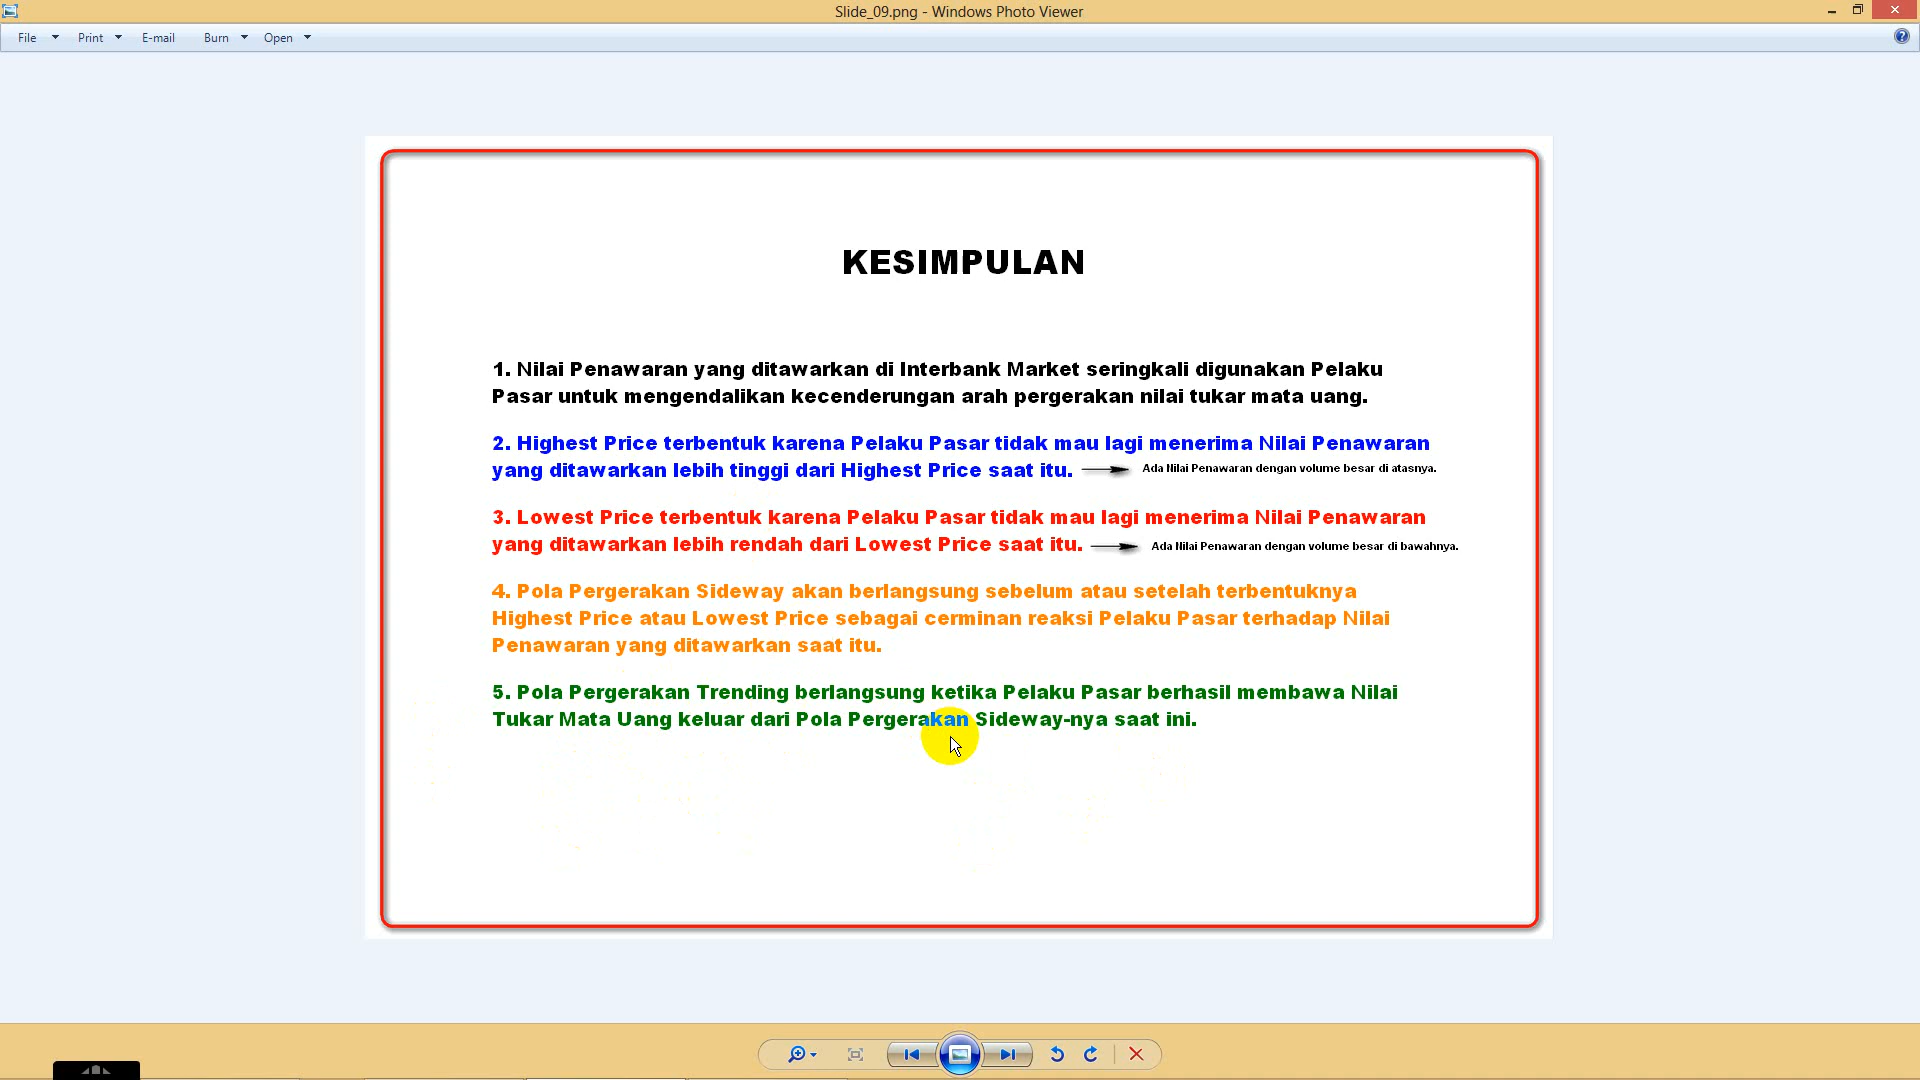 Slide_09.png - Windows Photo Viewer
File Print E-mail Burn Open
KESIMPULAN
1. Nilai Penawaran yang ditawarkan di Interbank Market seringkali digunakan Pelaku
Pasar untuk mengendalikan kecenderungan arah pergerakan nilai tukar mata uang.
2. Highest Price terbentuk karena Pelaku Pasar tidak mau lagi menerima Nilai Penawaran
yang ditawarkan lebih tinggi dari Highest Price saat itu. Ada Nilai Penawaran dengan volume besar di atasnya.
3. Lowest Price terbentuk karena Pelaku Pasar tidak mau lagi menerima Nilai Penawaran
yang ditawarkan lebih rendah dari Lowest Price saat itu. Ada Nilai Penawaran dengan volume besar di bawahnya.
4. Pola Pergerakan Sideway akan berlangsung sebelum atau setelah terbentuknya
Highest Price atau Lowest Price sebagai cerminan reaksi Pelaku Pasar terhadap Nilai
Penawaran yang ditawarkan saat itu.
5. Pola Pergerakan Trending berlangsung ketika Pelaku Pasar berhasil membawa Nilai
Tukar Mata Uang keluar dari Pola Pergerakan Sideway-nya saat ini.